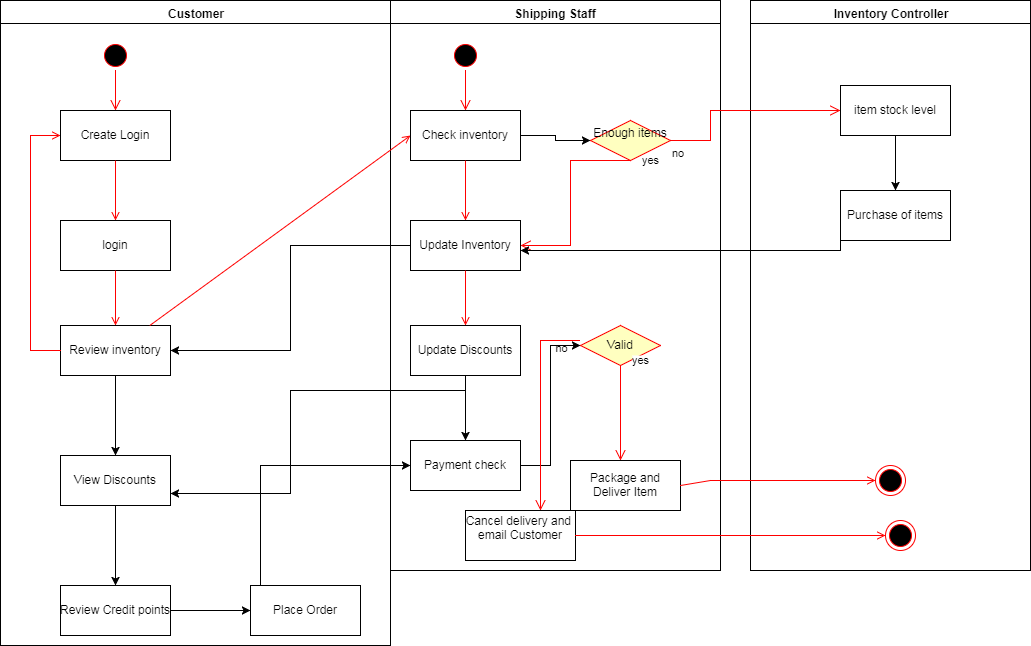 Customer
Shipping Staff
Inventory Controller
Create Login
login
Review inventory
View Discounts
Review Credit points
Place Order
Check inventory
Enough items
yes
no
Update Inventory
Update Discounts
Valid
no
yes
Payment check
Package and
Deliver Item
Cancel delivery and
email Customer
item stock level
Purchase of items